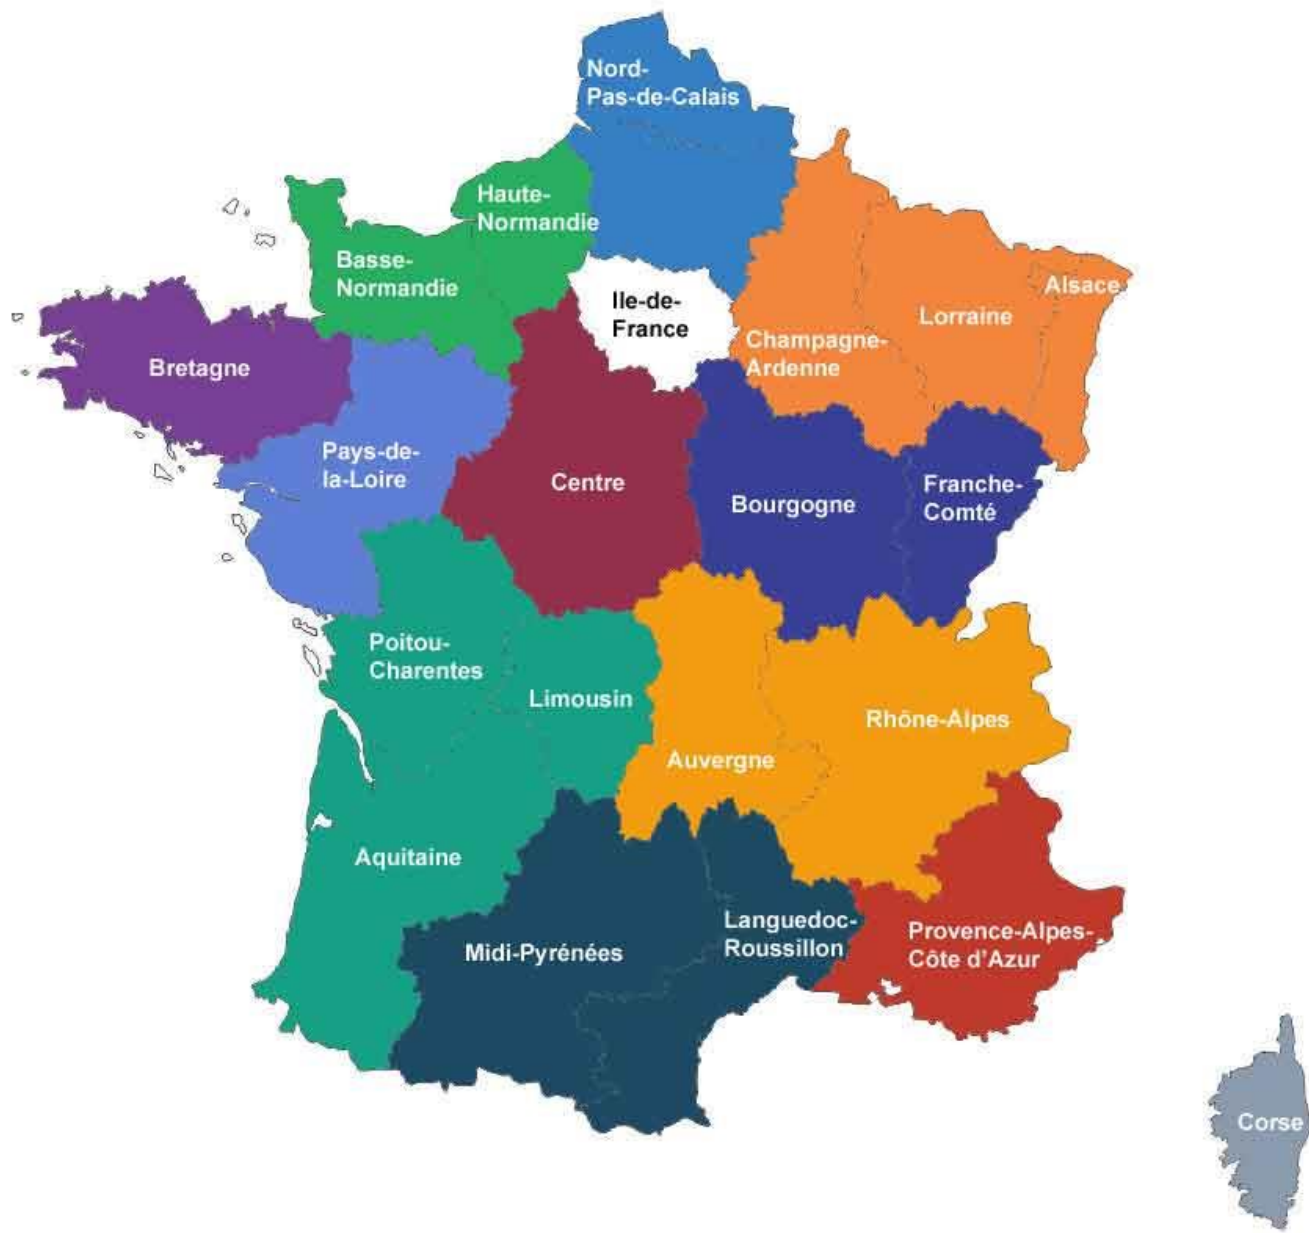 Nord-
Pas-de-Calais
Haute-
Normandie
Basse-
Normandie
Ile-de-
France
Alsace
Lorraine
Champagne-
Ardenne
Bretagne
Pays-de-
la-Loire
Centre
Bourgogne
Franche-
Comté
Poitou-
Charentes
Limousin
Rhône-Alpes
Auvergne
Aquitaine
Languedoc-
Roussillon
Midi-Pyrénées
Provence-Alpes-
Côte d'Azur
Corse